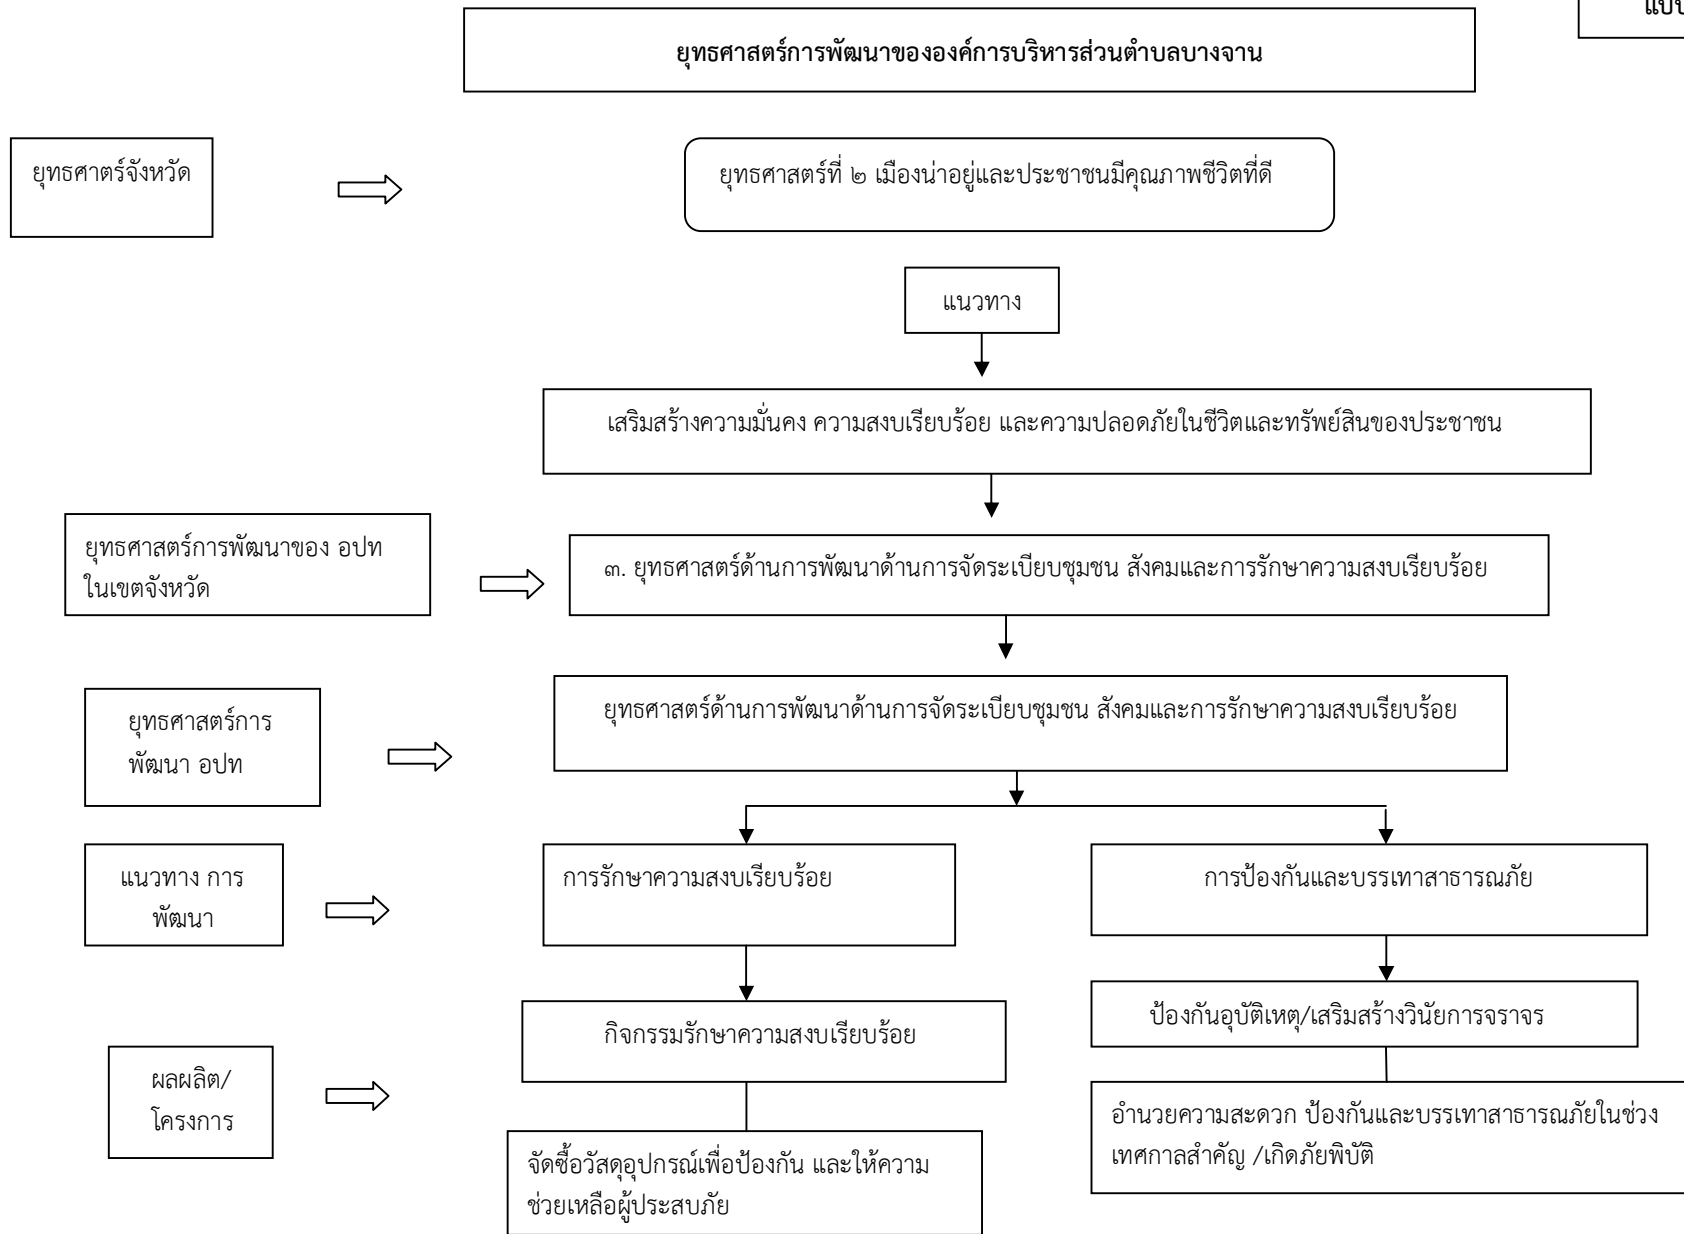 แบบ
ยุทธศาสตร์การพัฒนาขององค์การบริหารส่วนตำบลบางจาน
ยุทธศาตร์จังหวัด
ยุทธศาสตร์ที่ ๒ เมืองน่าอยู่และประชาชนมีคุณภาพชีวิตที่ดี
แนวทาง
เสริมสร้างความมั่นคง ความสงบเรียบร้อย และความปลอดภัยในชีวิตและทรัพย์สินของประชาชน
ยุทธศาสตร์การพัฒนาของ อปท
ในเขตจังหวัด
๓. ยุทธศาสตร์ด้านการพัฒนาด้านการจัดระเบียบชุมชน สังคมและการรักษาความสงบเรียบร้อย
ยุทธศาสตร์การ
พัฒนา อปท
ยุทธศาสตร์ด้านการพัฒนาด้านการจัดระเบียบชุมชน สังคมและการรักษาความสงบเรียบร้อย
แนวทาง การ
พัฒนา
การรักษาความสงบเรียบร้อย
การป้องกันและบรรเทาสาธารณภัย
กิจกรรมรักษาความสงบเรียบร้อย
ป้องกันอุบัติเหตุ/เสริมสร้างวินัยการจราจร
ผลผลิต/
โครงการ
จัดซื้อวัสดุอุปกรณ์เพื่อป้องกัน และให้ความ
ช่วยเหลือผู้ประสบภัย
อำนวยความสะดวก ป้องกันและบรรเทาสาธารณภัยในช่วง
เทศกาลสำคัญ /เกิดภัยพิบัติ